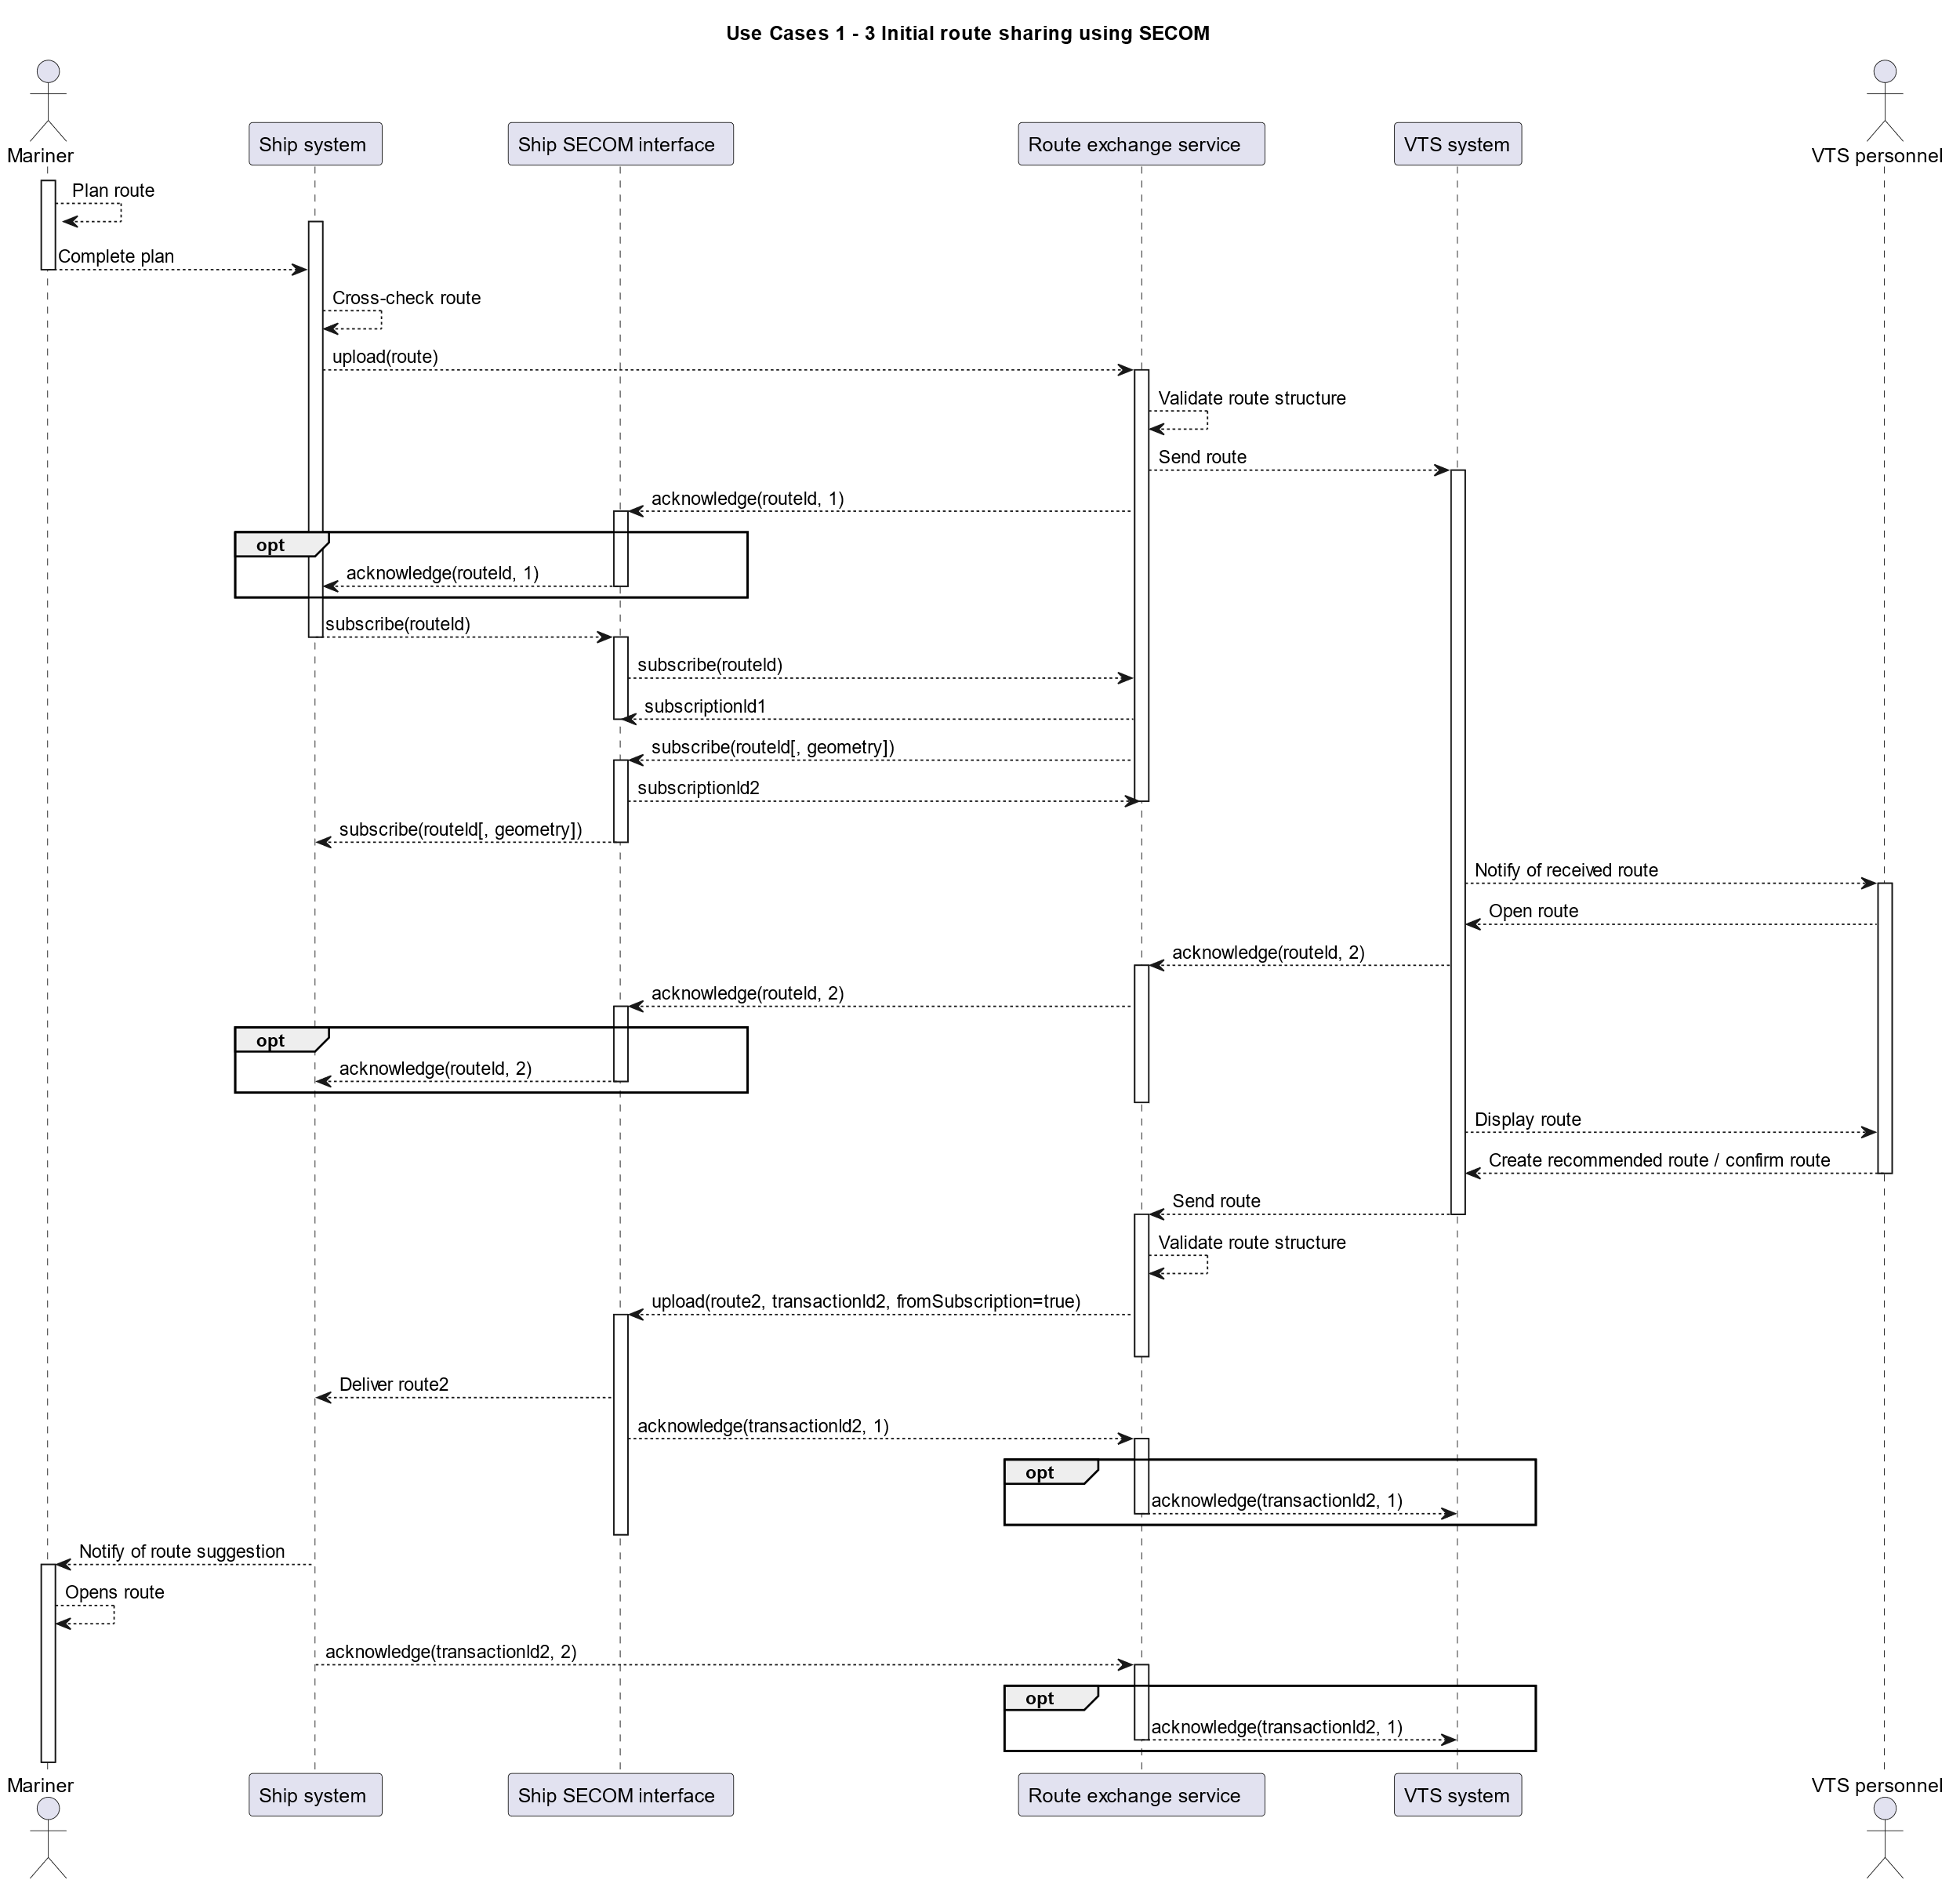 Use Cases 1 - 3 Initial route sharing using SECOM
Mariner
Ship system
Ship SECOM interface
Route exchange service
VTS system
VTS personnel
Plan route
Complete plan
Cross-check route
upload(route)
Validate route structure
Send route
acknowledge(routeId, 1)
opt
acknowledge(routeId, 1)
subscribe(routeId)
subscribe(routeId)
subscriptionId1
subscribe(routeId[, geometry])
subscriptionId2
subscribe(routeId[, geometry])
Notify of received route
Open route
acknowledge(routeId, 2)
acknowledge(routeId, 2)
opt
acknowledge(routeId, 2)
Display route
Create recommended route / confirm route
Send route
Validate route structure
upload(route2, transactionId2, fromSubscription=true)
Deliver route2
acknowledge(transactionId2, 1)
opt
acknowledge(transactionId2, 1)
Notify of route suggestion
Opens route
acknowledge(transactionId2, 2)
opt
acknowledge(transactionId2, 1)
Mariner
Ship system
Ship SECOM interface
Route exchange service
VTS system
VTS personnel